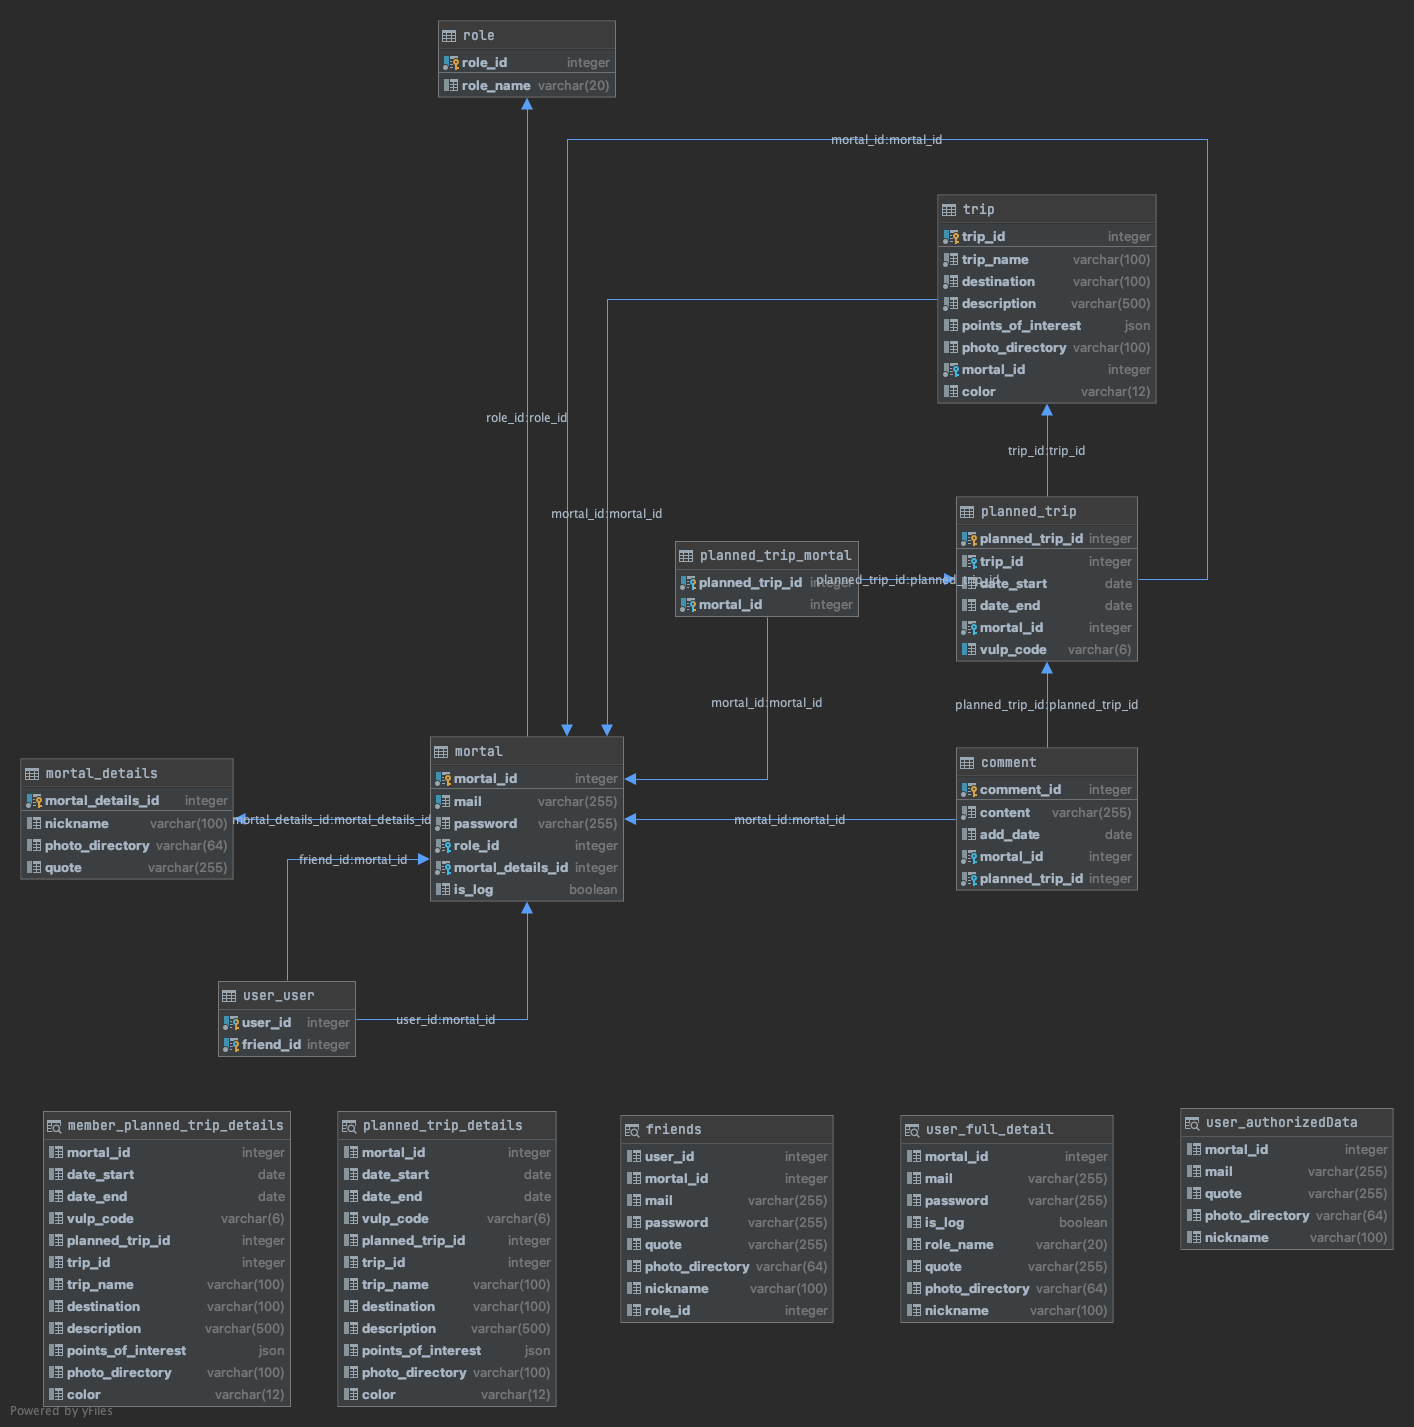 role
role_id integer
role_name varchar(20)
mortal_id:mortal_id
trip
trip_id integer
trip_name varchar(100)
destination varchar(100)
description varchar(500)
points_of_interest json
photo_directory varchar(100)
mortal_id integer
color varchar(12)
role_id:role_id
trip_id:trip_id
mortal_id:mortal_id
planned_trip
planned_trip_id integer
trip_id integer
date_start date
date_end date
mortal_id integer
vulp_code varchar(6)
planned_trip_mortal
planned_trip_id integer
mortal_id integer
planned_trip_id:planned_trip_id
mortal_id:mortal_id
planned_trip_id:planned_trip_id
mortal
mortal_id integer
mail varchar(255)
password varchar(255)
role_id integer
mortal_details_id integer
is_log boolean
comment
comment_id integer
content varchar(255)
add_date date
mortal_id integer
planned_trip_id integer
mortal_details
mortal_details_id integer
nickname varchar(100)
photo_directory varchar(64)
quote varchar(255)
mortal_details_id:mortal_details_id
mortal_id:mortal_id
friend_id:mortal_id
user_user
user_id integer
friend_id integer
user_id:mortal_id
member_planned_trip_details
mortal_id integer
date_start date
date_end date
vulp_code varchar(6)
planned_trip_id integer
trip_id integer
trip_name varchar(100)
destination varchar(100)
description varchar(500)
points_of_interest json
photo_directory varchar(100)
color varchar(12)
planned_trip_details
mortal_id integer
date_start date
date_end date
vulp_code varchar(6)
planned_trip_id integer
trip_id integer
trip_name varchar(100)
destination varchar(100)
description varchar(500)
points_of_interest json
photo_directory varchar(100)
color varchar(12)
friends
user_id integer
mortal_id integer
mail varchar(255)
password varchar(255)
quote varchar(255)
photo_directory varchar(64)
nickname varchar(100)
role_id integer
user_full_detail
mortal_id integer
mail varchar(255)
password varchar(255)
is_log boolean
role_name varchar(20)
quote varchar(255)
photo_directory varchar(64)
nickname varchar(100)
user_authorizedData
mortal_id integer
mail varchar(255)
quote varchar(255)
photo_directory varchar(64)
nickname varchar(100)
Powered by yFiles